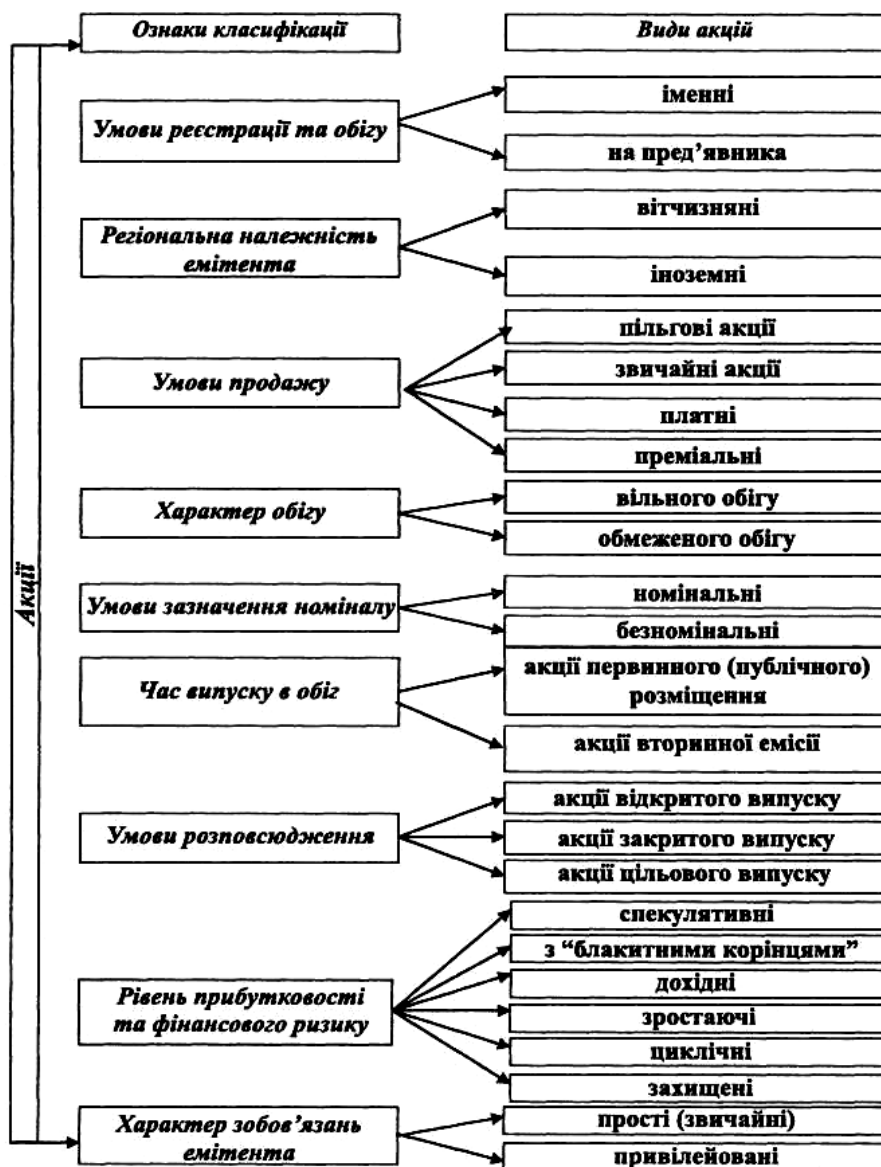 Ознаки класифікації
Види акцій
Акції
Умови реєстрації та обігу
іменні
на пред’явника
Регіональна належність
емітента
вітчизняні
іноземні
Умови продажу
пільгові акції
звичайні акції
платні
преміальні
Характер обігу
вільного обігу
обмеженого обігу
Умови зазначення номіналу
номінальні
безномінальні
Час випуску в обіг
акції первинного (публічного)
розміщення
акції вторинної емісії
Умови розповсюдження
акції відкритого випуску
акції закритого випуску
акції цільового випуску
Рівень прибутковості
та фінансового ризику
спекулятивні
з “блакитними корінцями”
дохідні
зростаючі
циклічні
захищені
Характер зобов’язань
емітента
прості (звичайні)
привілейовані